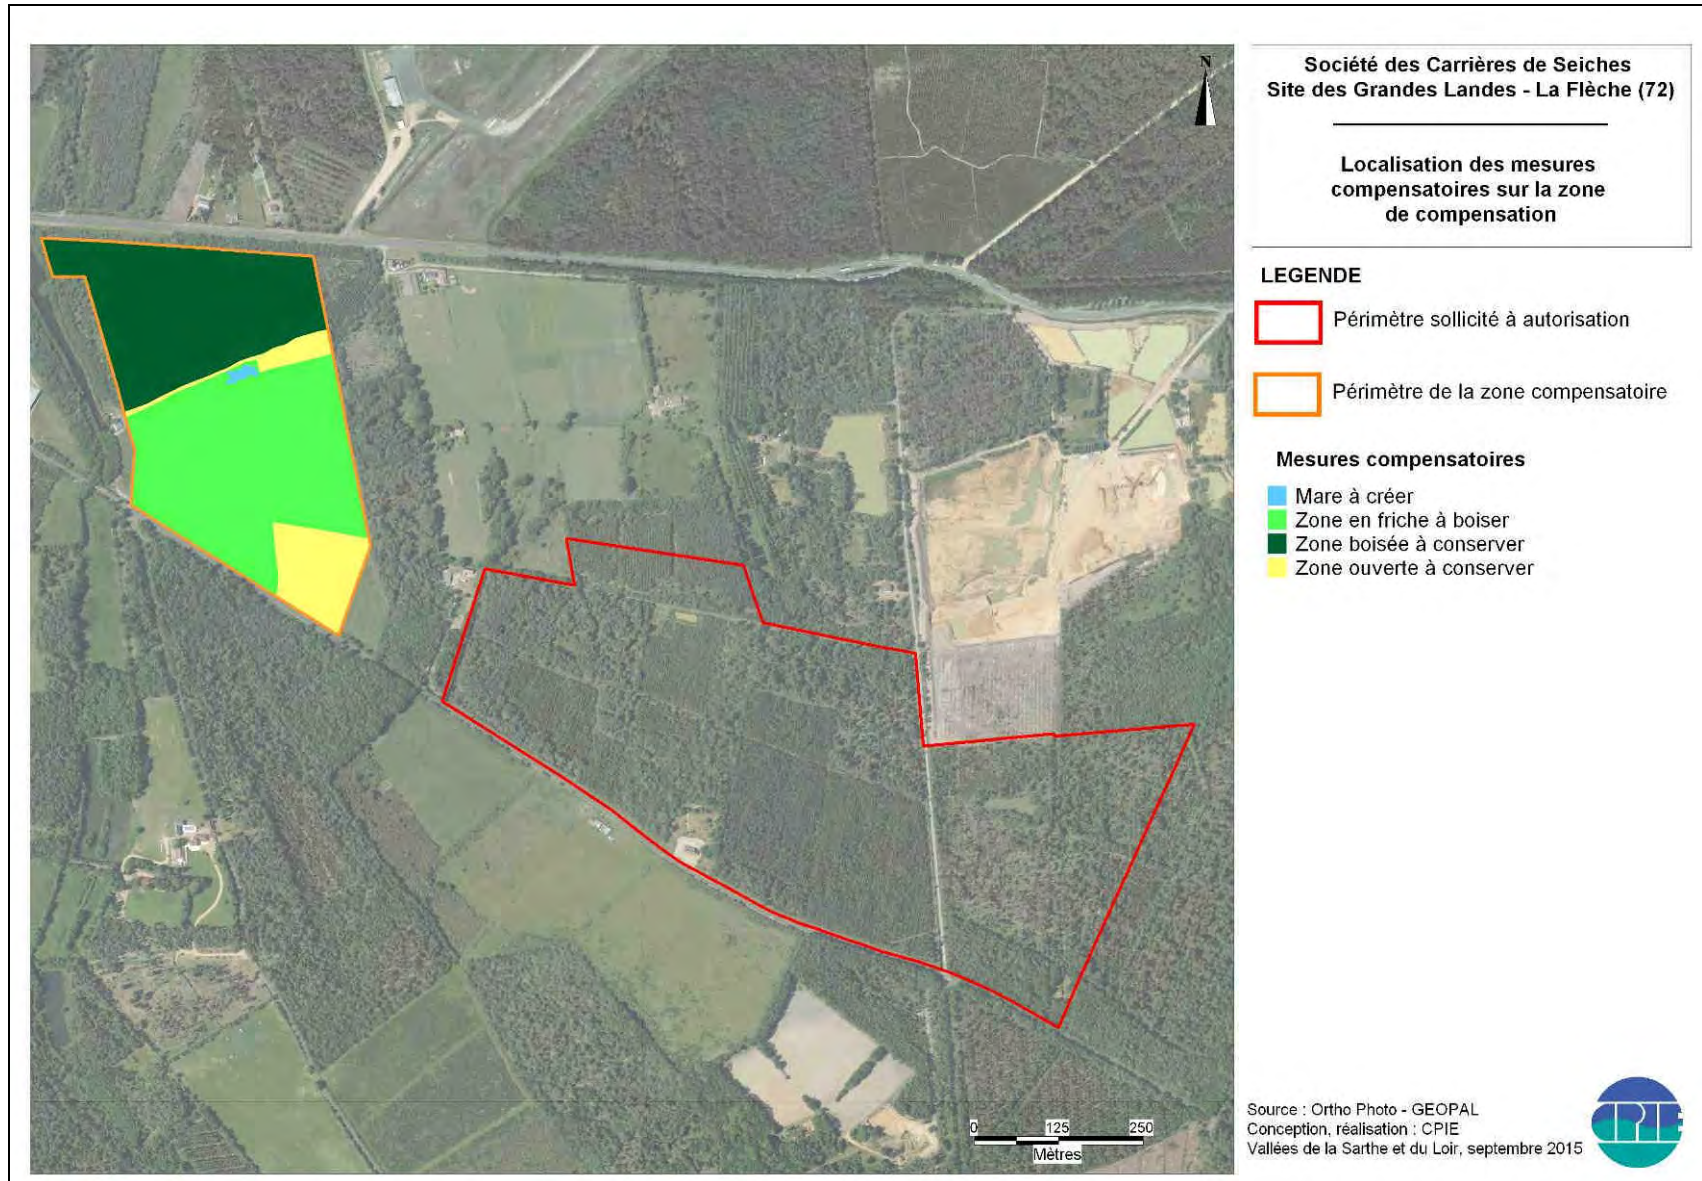 Société des Carrières de Seiches
Site des Grandes Landes - La Flèche (72)
Localisation des mesures
compensatoires sur la zone
de compensation
N
LEGENDE
Périmètre sollicité à autorisation
Périmètre de la zone compensatoire
Mesures compensatoires
Mare à créer
Zone en friche à boiser
Zone boisée à conserver
Zone ouverte à conserver
0 125 250
Mètres
Source : Ortho Photo - GEOPAL
Conception, réalisation : CPIE
Vallées de la Sarthe et du Loir, septembre 2015
CPIE